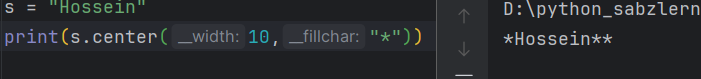 s = "Hossein"
print(s.center(__width: 10,__fillchar: "*"))
D:\python_sabzlern
*Hossein**